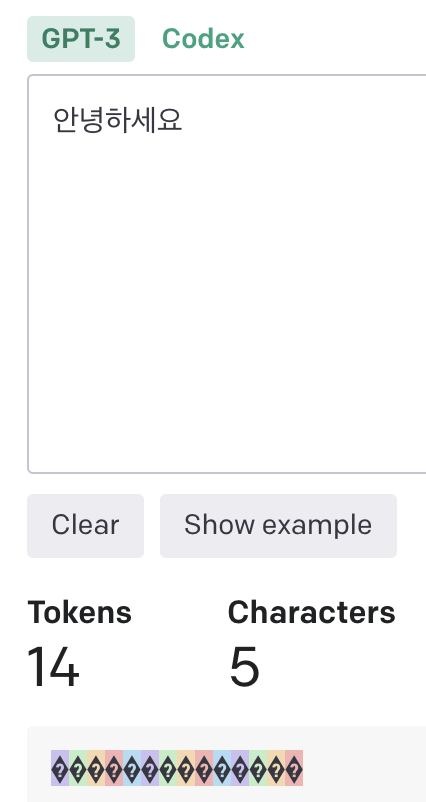 GPT-3 Codex
안녕하세요
Clear Show example
Tokens Characters
14 5
��������������